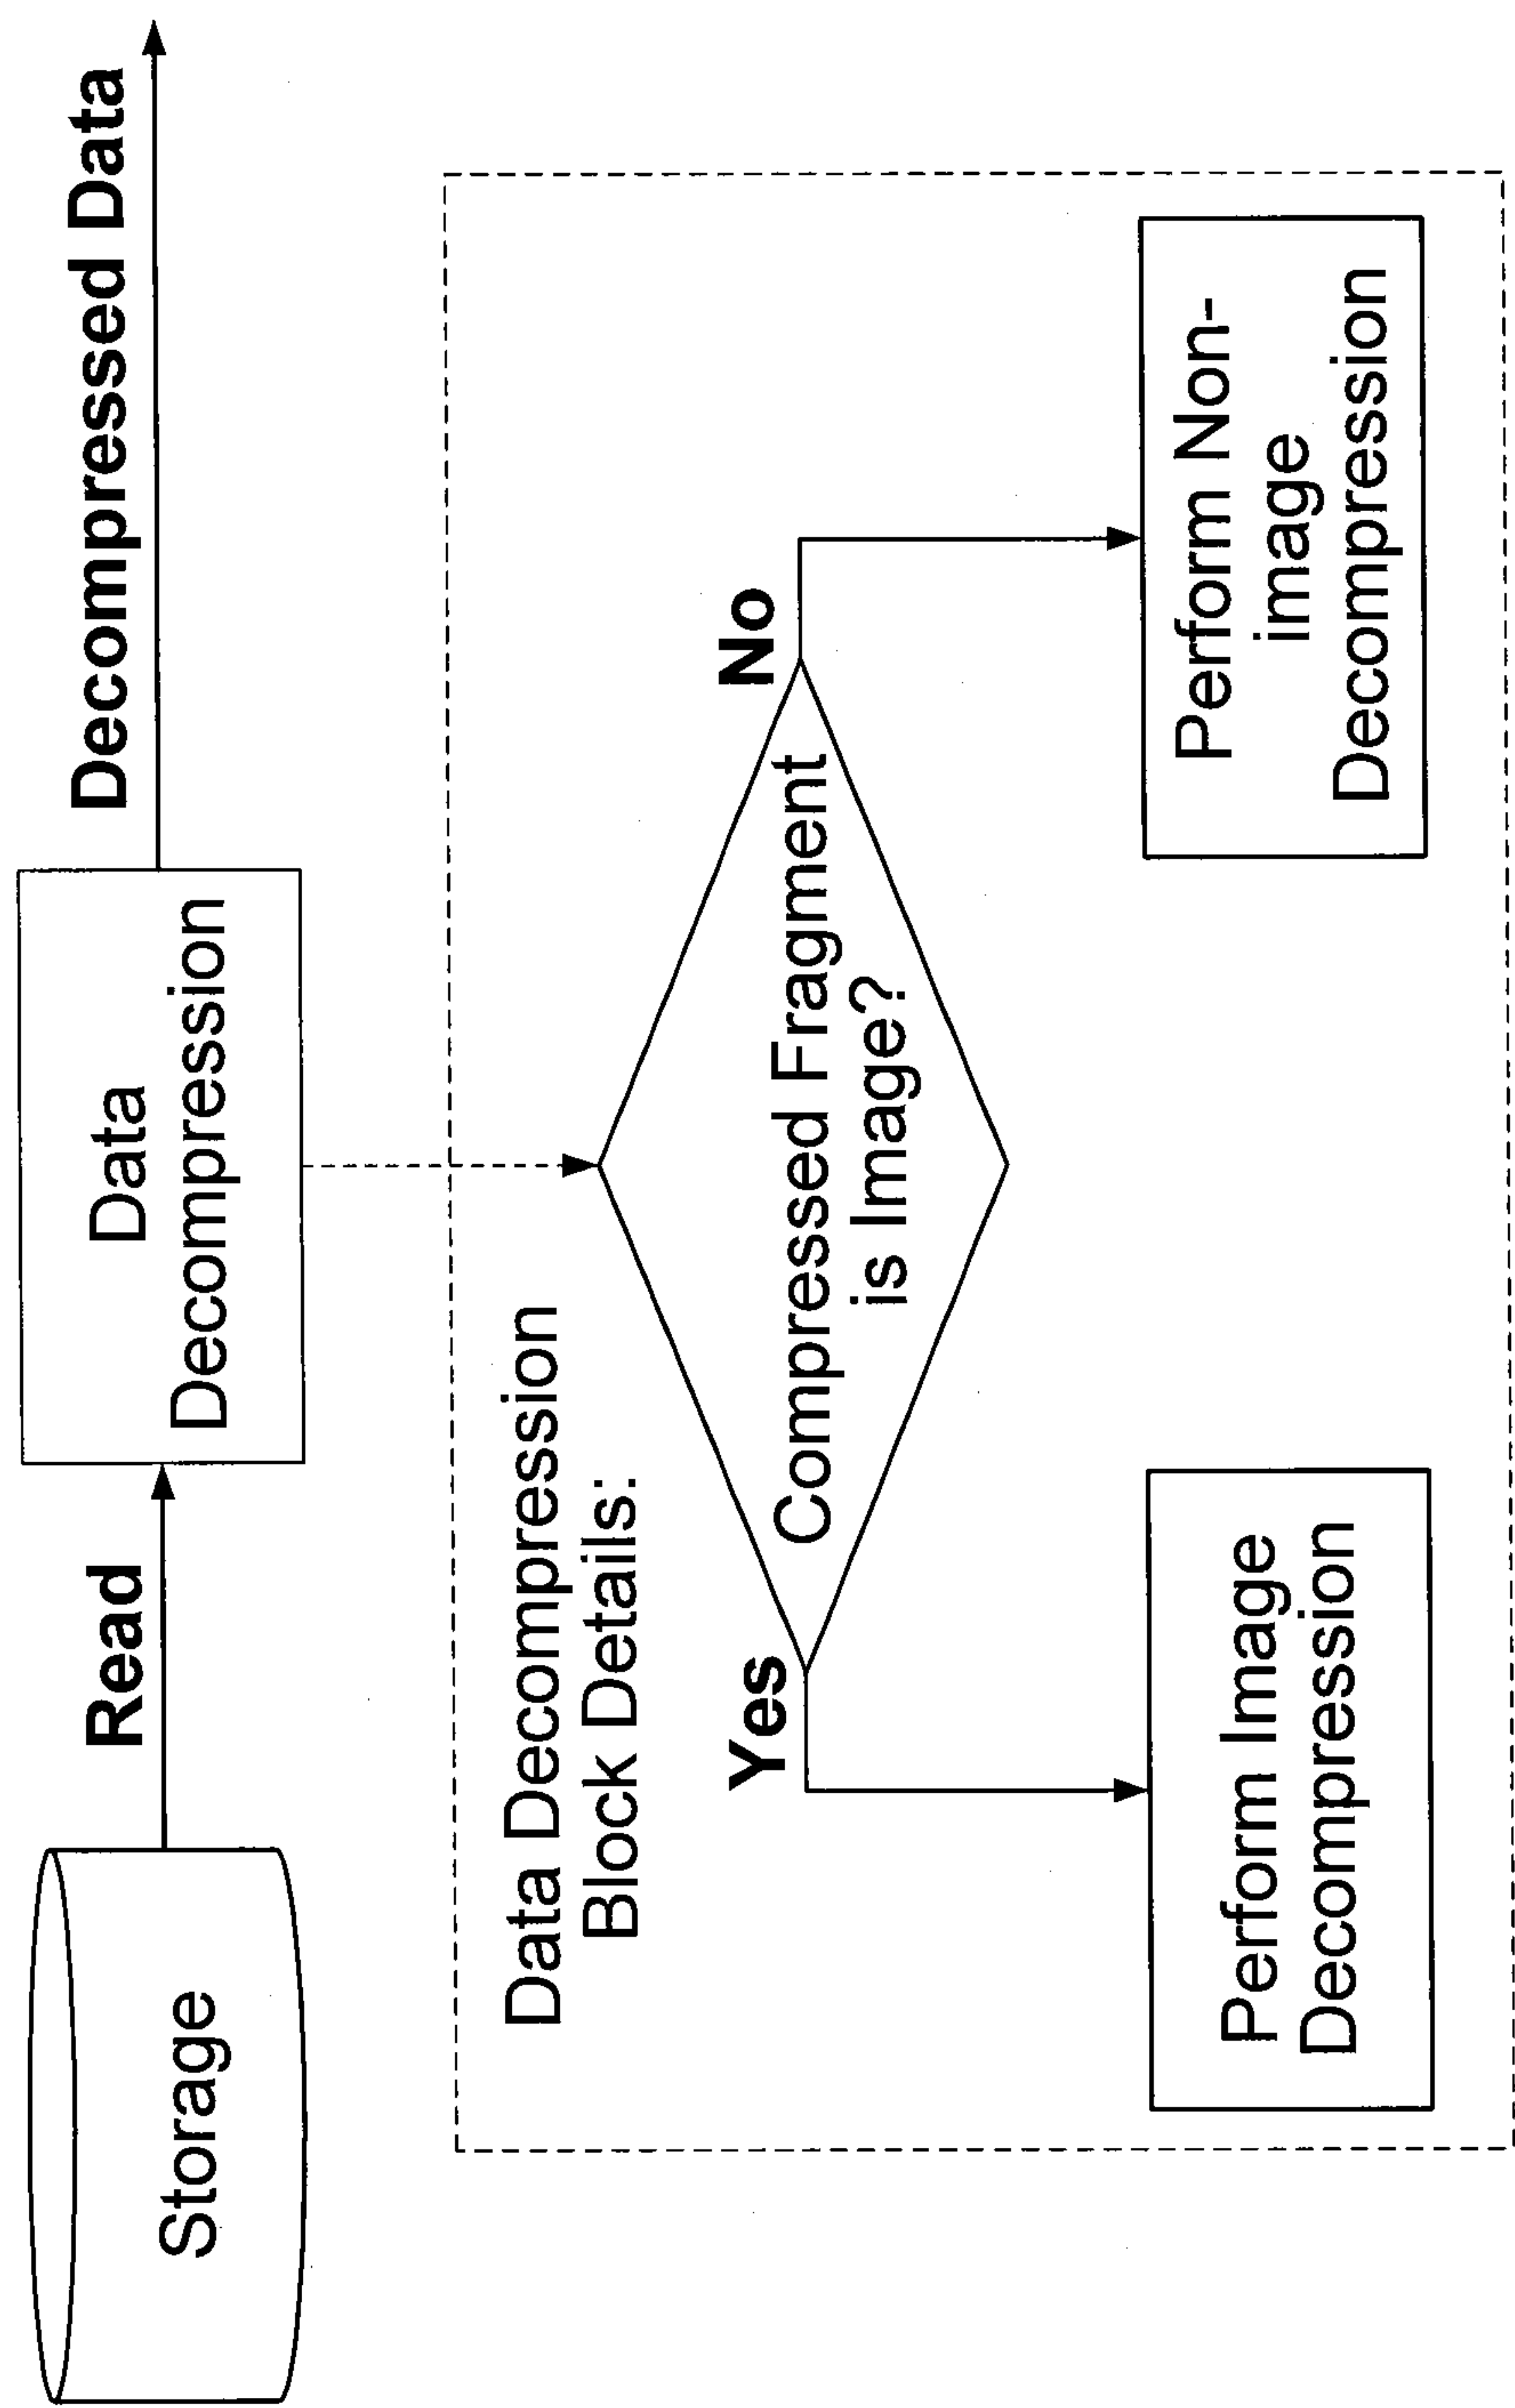 Storage
Read
Data
Decompression
Decompressed Data
Data Decompression
Block Details:
Compressed Fragment
is Image?
Yes
No
Perform Image
Decompression
Perform Non-
image
Decompression